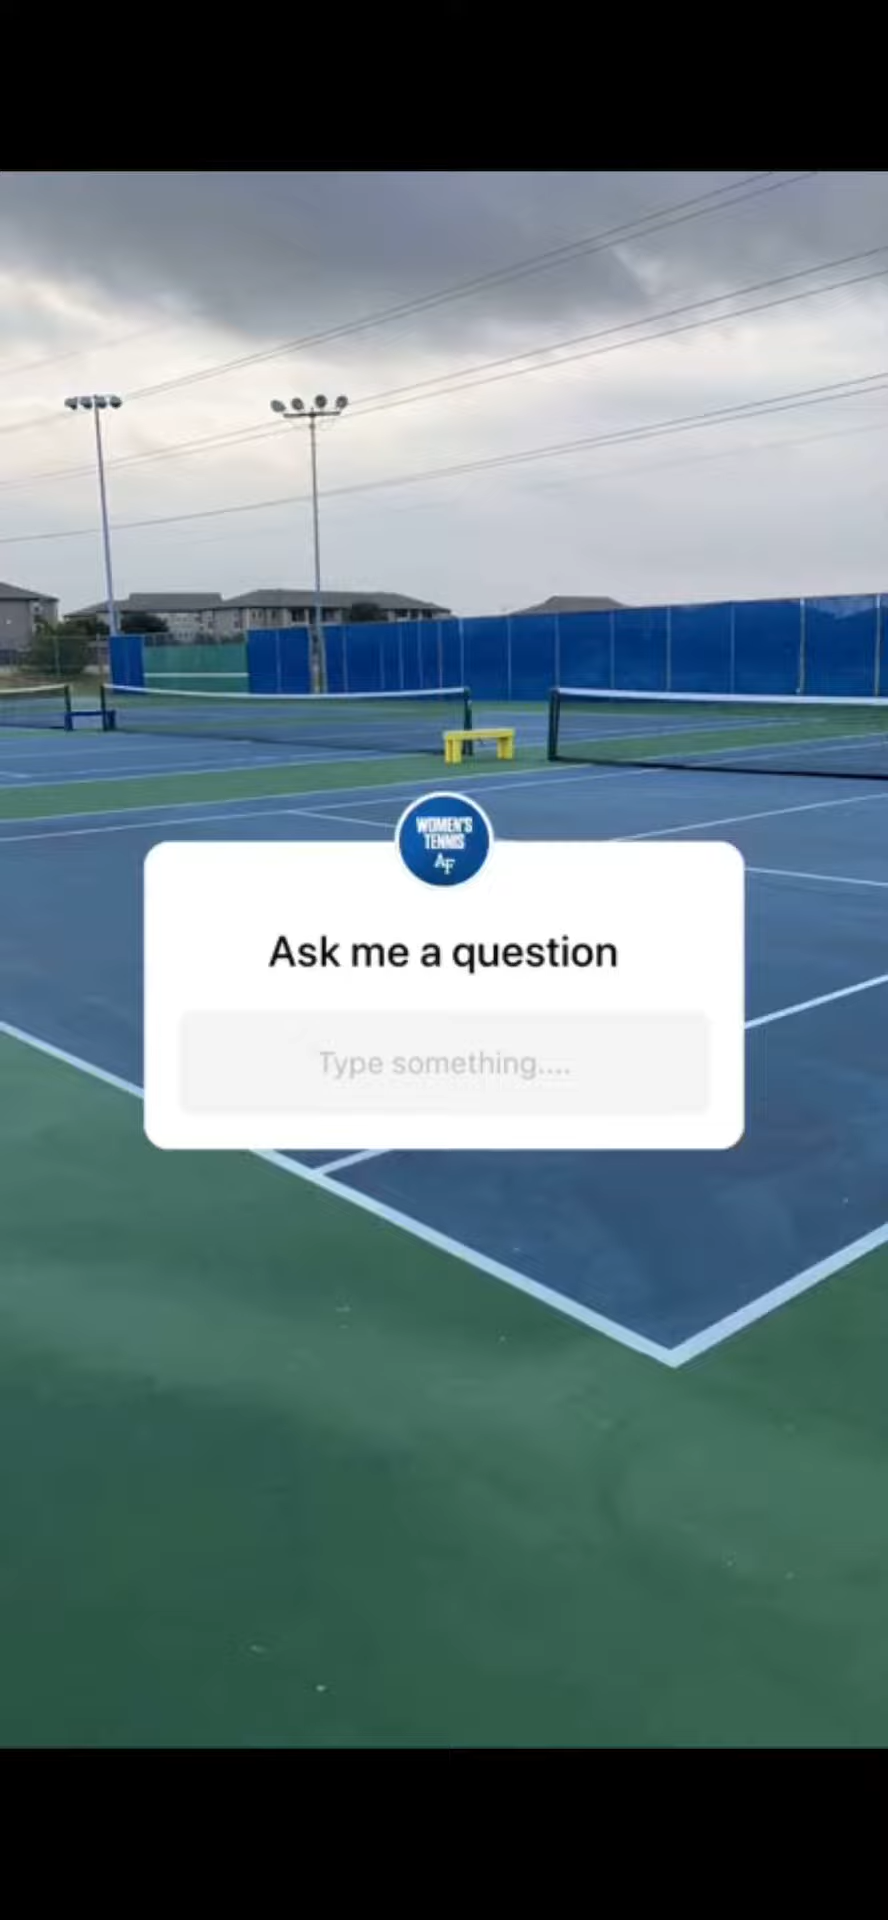 WOMEN'S
TENNIS
AF
Ask me a question
Type something....